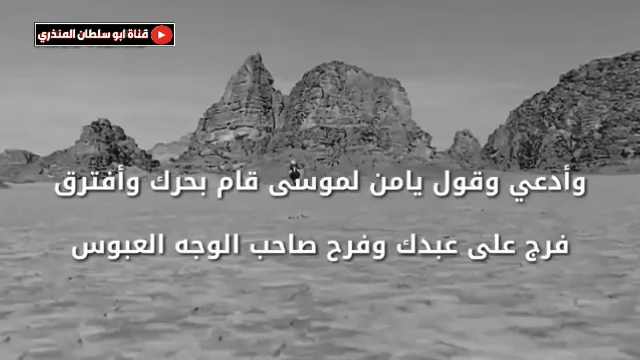 قناة ابو سلطان المنذري
وأدعي وقول يامن لموسى قام بحرك وأفترق
فرج على عبدك وفرح صاحب الوجه العبوس